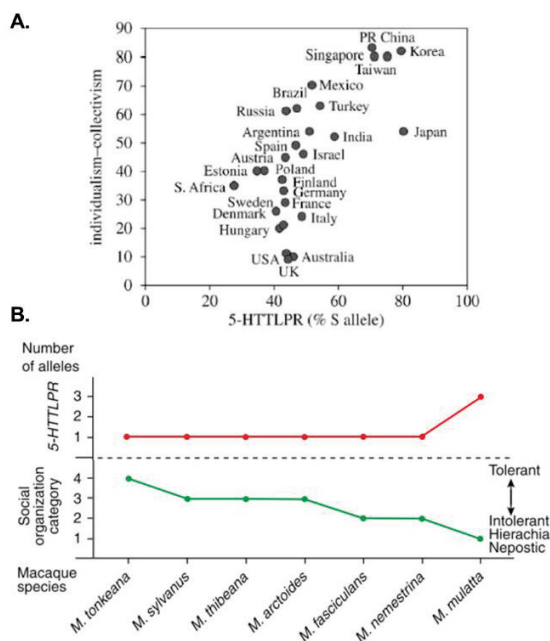 A.
90
80
70
60
50
40
30
20
10
0
individualism–collectivism
PR China
Singapore
Korea
Taiwan
Mexico
Brazil
Russia
Turkey
Argentina
India
Japan
Spain
Austria
Israel
Estonia
Poland
S. Africa
Finland
Germany
Sweden
France
Denmark
Italy
Hungary
USA
Australia
UK
0 20 40 60 80 100
5-HTTLPR (% S allele)
B.
Number
of alleles
5-HTTLPR
3
2
1
Social
organization
category
4
3
2
1
Tolerant
Intolerant
Hierachia
Nepostic
Macaque
species
M. tonkeana
M. sylvanus
M. thibeana
M. arctoides
M. fasciculans
M. nemestrina
M. mulatta